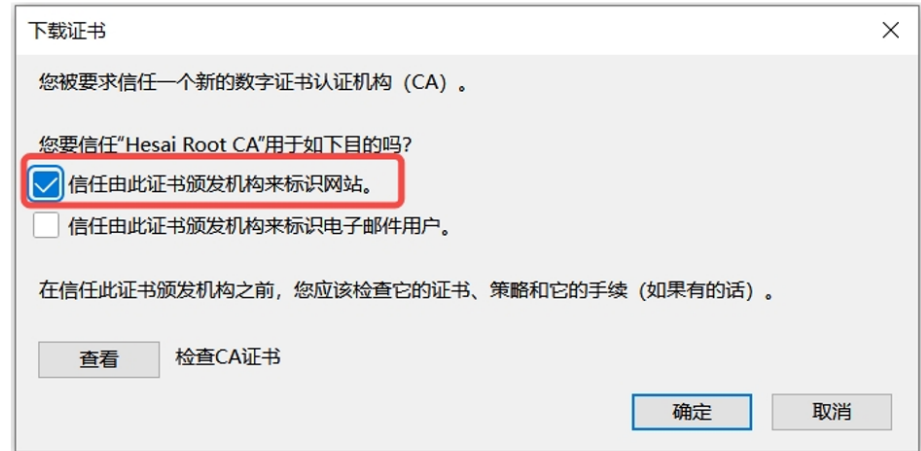 下载证书
您被要求信任一个新的数字证书认证机构（CA）。
您要信任“Hesai Root CA”用于如下目的吗?
信任由此证书颁发机构来标识网站。
信任由此证书颁发机构来标识电子邮件用户。
在信任此证书颁发机构之前，您应该检查它的证书、策略和它的手续（如果有的话）。
查看 检查CA证书
确定 取消